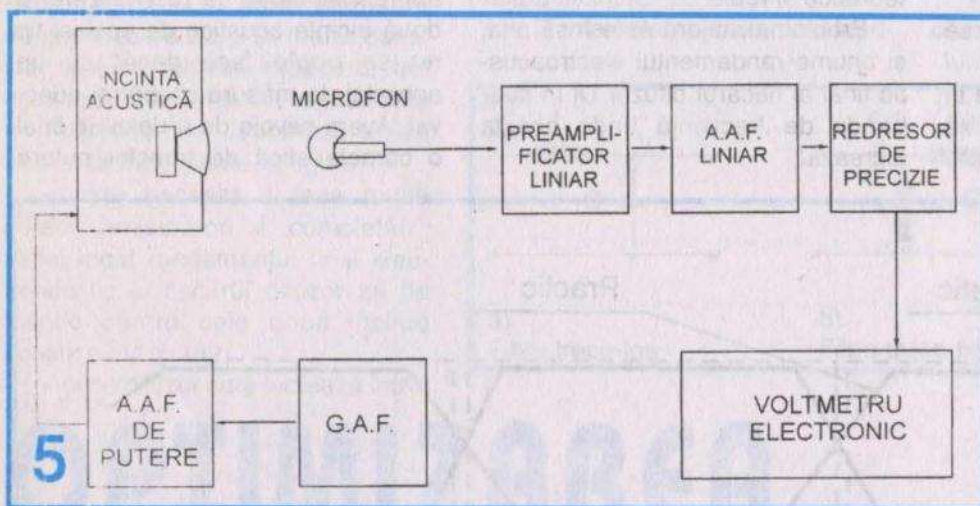 NCINTA
ACUSTICĂ
MICROFON
PREAMPLI-
FICATOR
LINIAR
A.A.F.
LINIAR
REDRESOR
DE
PRECIZIE
A.A.F.
DE
PUTERE
G.A.F.
VOLTMETRU
ELECTRONIC
5